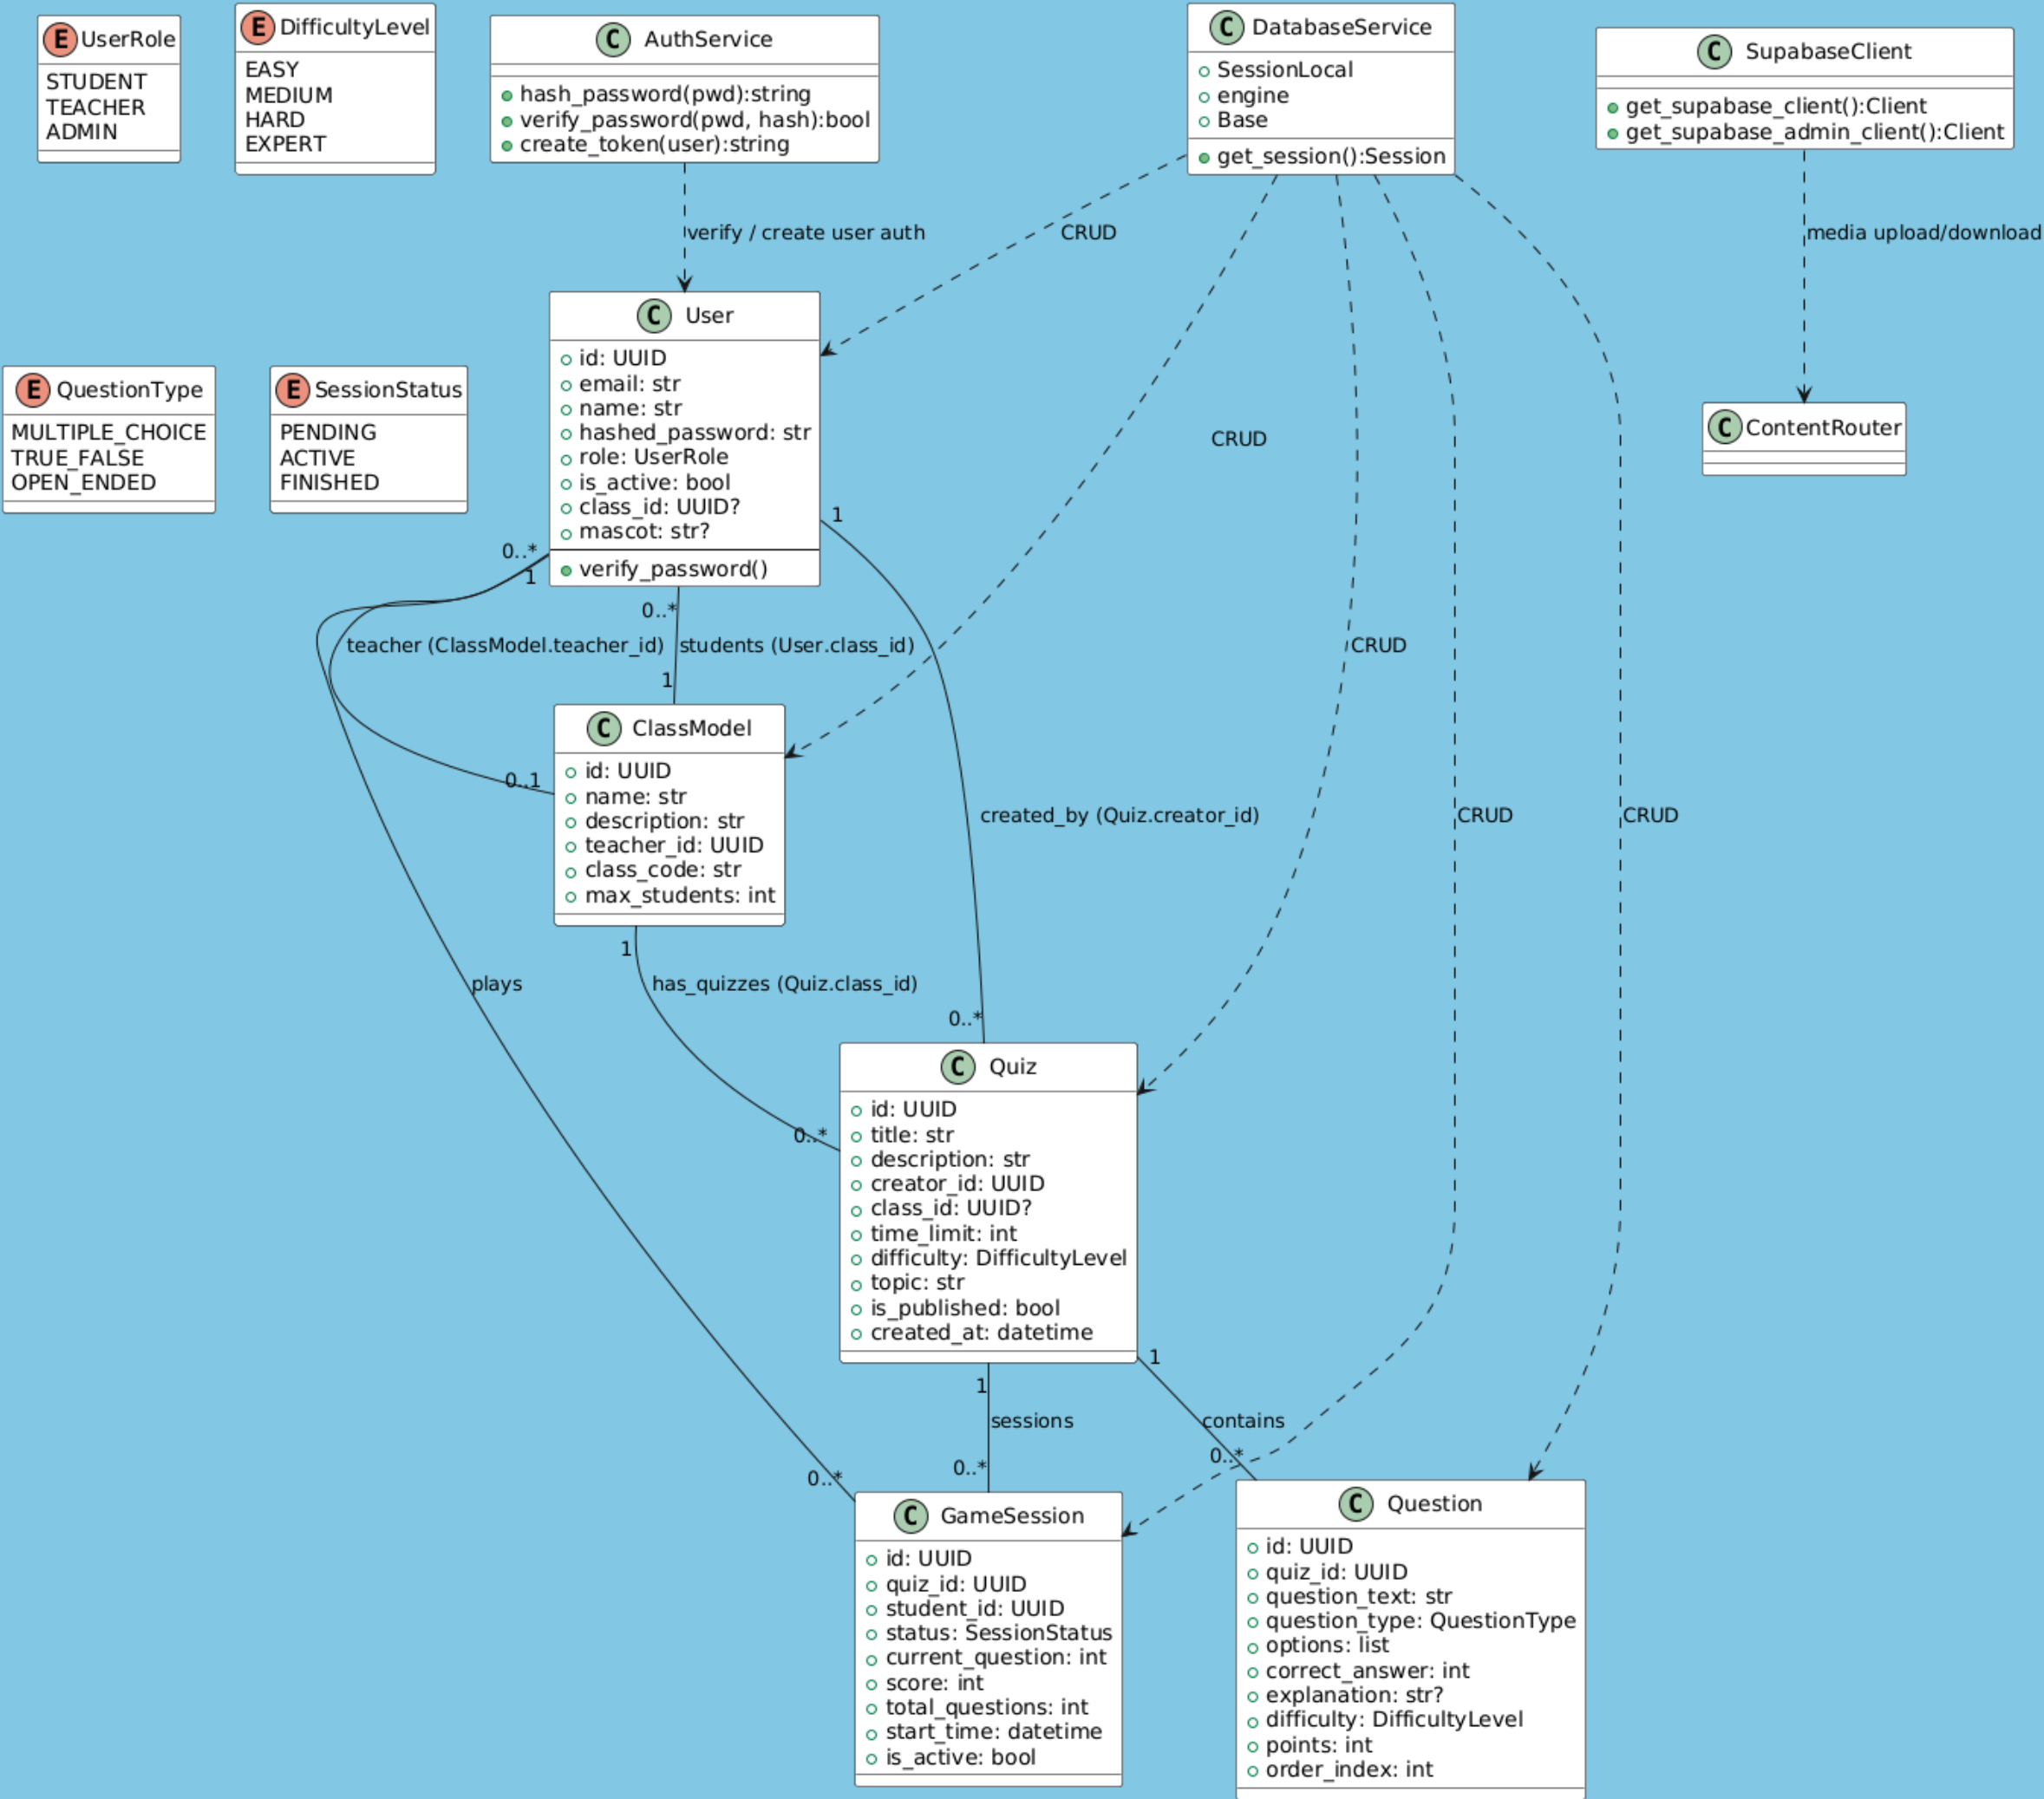 E UserRole
STUDENT
TEACHER
ADMIN
E DifficultyLevel
EASY
MEDIUM
HARD
EXPERT
C AuthService
hash_password(pwd):string
verify_password(pwd, hash):bool
create_token(user):string
C DatabaseService
SessionLocal
engine
Base
get_session():Session
C SupabaseClient
get_supabase_client():Client
get_supabase_admin_client():Client
verify / create user auth
CRUD
media upload/download
E QuestionType
MULTIPLE_CHOICE
TRUE_FALSE
OPEN_ENDED
E SessionStatus
PENDING
ACTIVE
FINISHED
C User
id: UUID
email: str
name: str
hashed_password: str
role: UserRole
is_active: bool
class_id: UUID?
mascot: str?
verify_password()
C ContentRouter
CRUD
1
0..*
1
0..*
teacher (ClassModel.teacher_id)
students (User.class_id)
CRUD
1
0..1
C ClassModel
id: UUID
name: str
description: str
teacher_id: UUID
class_code: str
max_students: int
created_by (Quiz.creator_id)
CRUD
CRUD
1
plays
has_quizzes (Quiz.class_id)
0..*
0..*
C Quiz
id: UUID
title: str
description: str
creator_id: UUID
class_id: UUID?
time_limit: int
difficulty: DifficultyLevel
topic: str
is_published: bool
created_at: datetime
1
1
sessions
contains
0..*
0..*
0..*
C GameSession
id: UUID
quiz_id: UUID
student_id: UUID
status: SessionStatus
current_question: int
score: int
total_questions: int
start_time: datetime
is_active: bool
C Question
id: UUID
quiz_id: UUID
question_text: str
question_type: QuestionType
options: list
correct_answer: int
explanation: str?
difficulty: DifficultyLevel
points: int
order_index: int